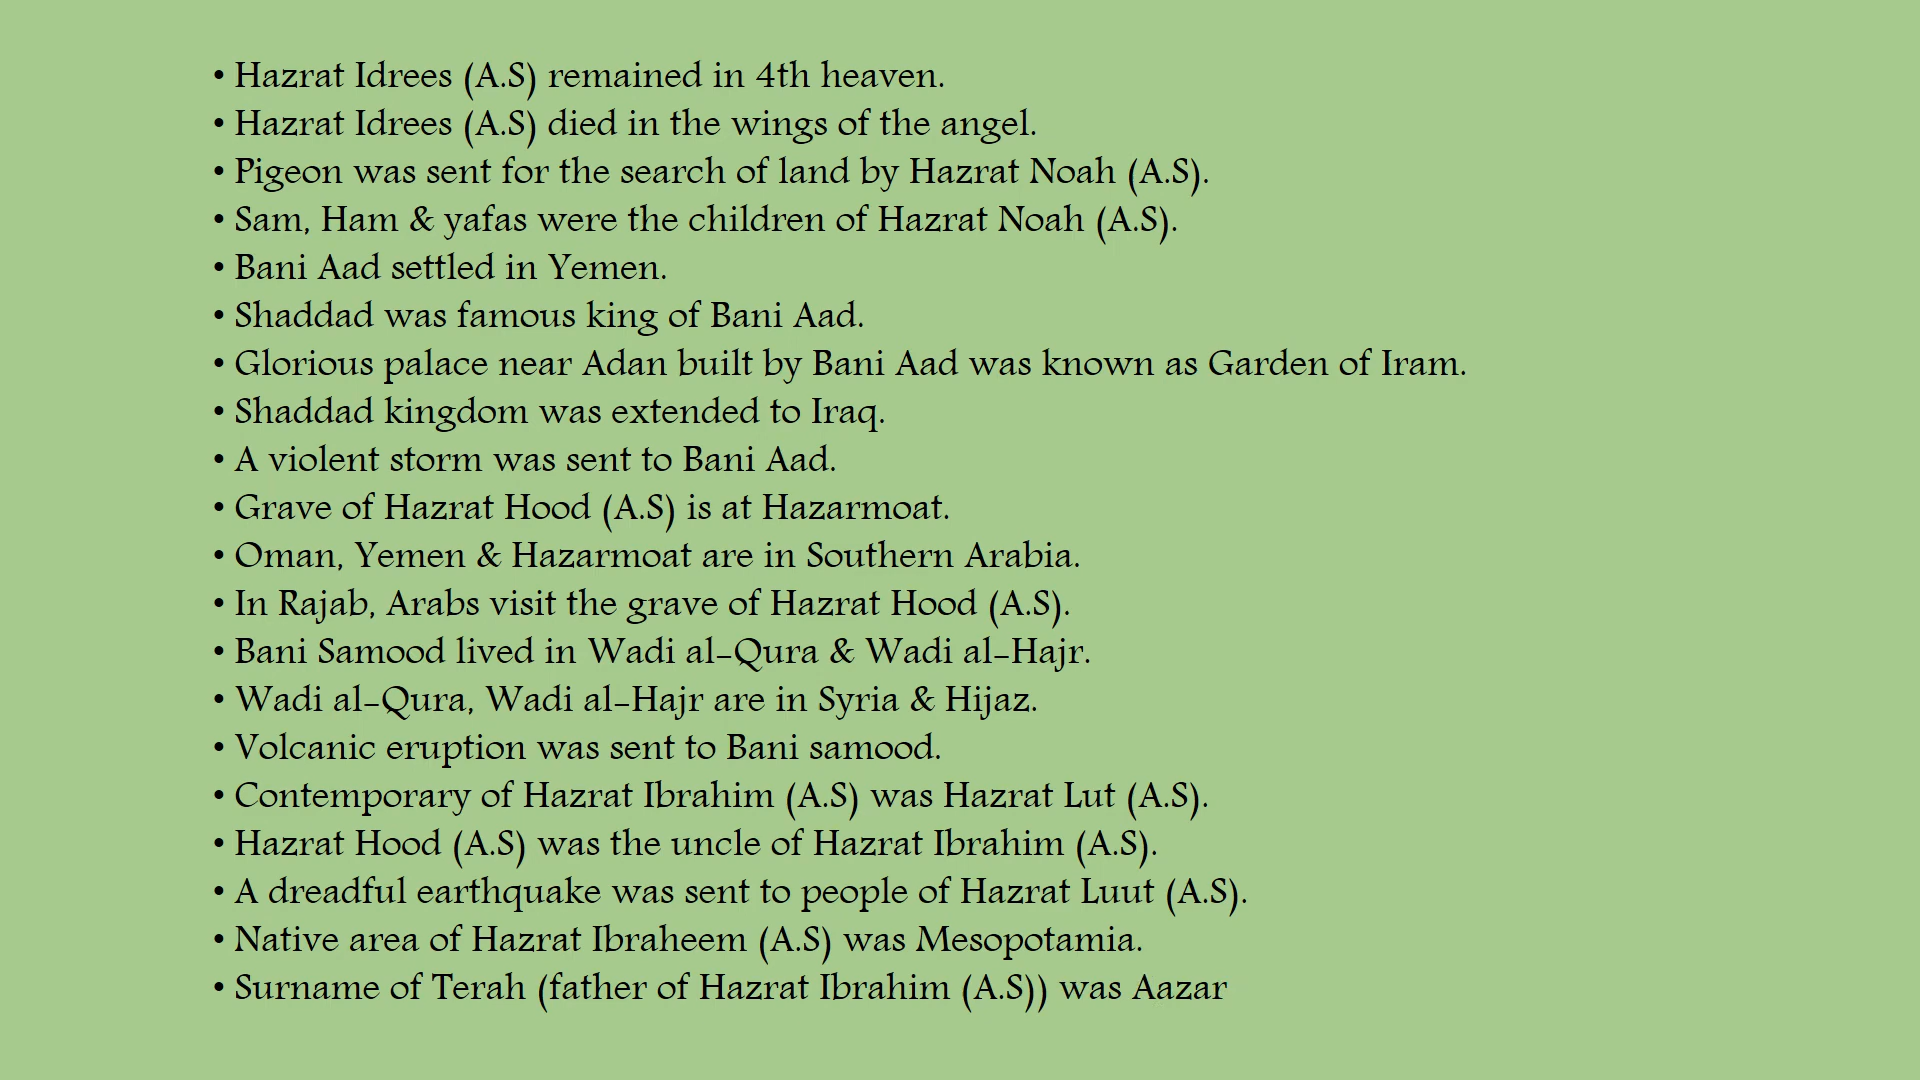 • Hazrat Idrees (A.S) remained in 4th heaven.
• Hazrat Idrees (A.S) died in the wings of the angel.
• Pigeon was sent for the search of land by Hazrat Noah (A.S).
• Sam, Ham & yafas were the children of Hazrat Noah (A.S).
• Bani Aad settled in Yemen.
• Shaddad was famous king of Bani Aad.
• Glorious palace near Adan built by Bani Aad was known as Garden of Iram.
• Shaddad kingdom was extended to Iraq.
• A violent storm was sent to Bani Aad.
• Grave of Hazrat Hood (A.S) is at Hazarmoat.
• Oman, Yemen & Hazarmoat are in Southern Arabia.
• In Rajab, Arabs visit the grave of Hazrat Hood (A.S).
• Bani Samood lived in Wadi al-Qura & Wadi al-Hajr.
• Wadi al-Qura, Wadi al-Hajr are in Syria & Hijaz.
• Volcanic eruption was sent to Bani samood.
• Contemporary of Hazrat Ibrahim (A.S) was Hazrat Lut (A.S).
• Hazrat Hood (A.S) was the uncle of Hazrat Ibrahim (A.S).
• A dreadful earthquake was sent to people of Hazrat Luut (A.S).
• Native area of Hazrat Ibraheem (A.S) was Mesopotamia.
• Surname of Terah (father of Hazrat Ibrahim (A.S)) was Aazar